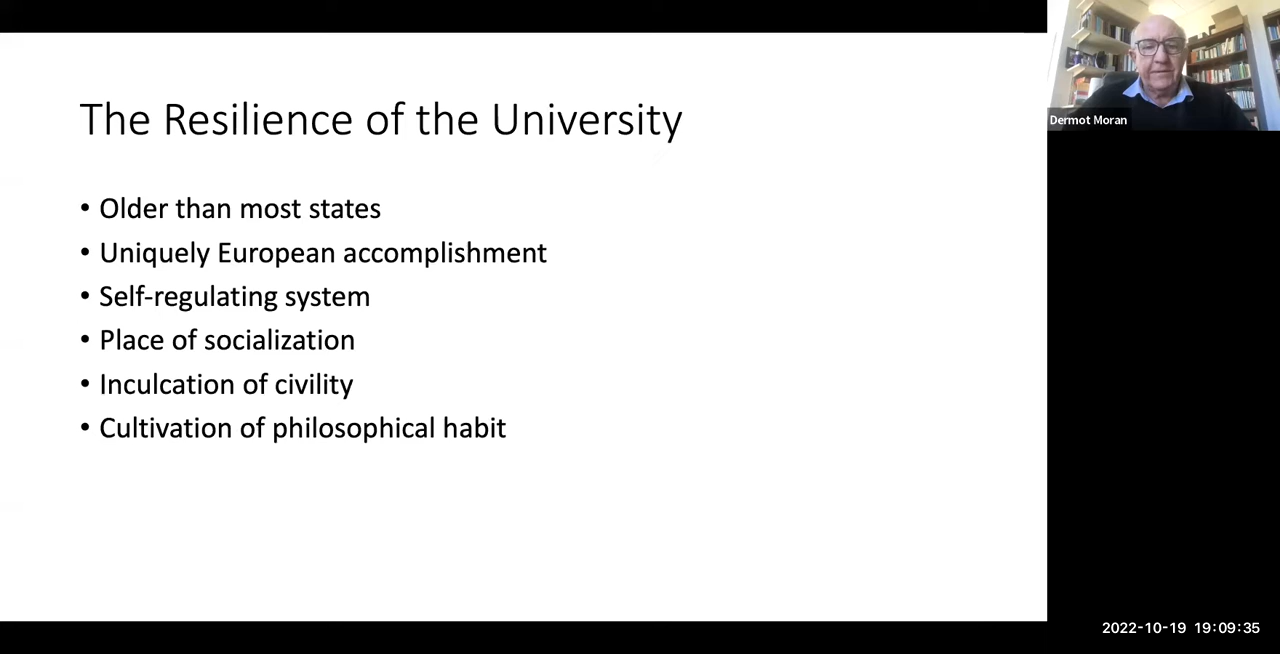 The Resilience of the University
• Older than most states
• Uniquely European accomplishment
• Self-regulating system
• Place of socialization
• Inculcation of civility
• Cultivation of philosophical habit
Dermot Moran
2022-10-19 19:09:35